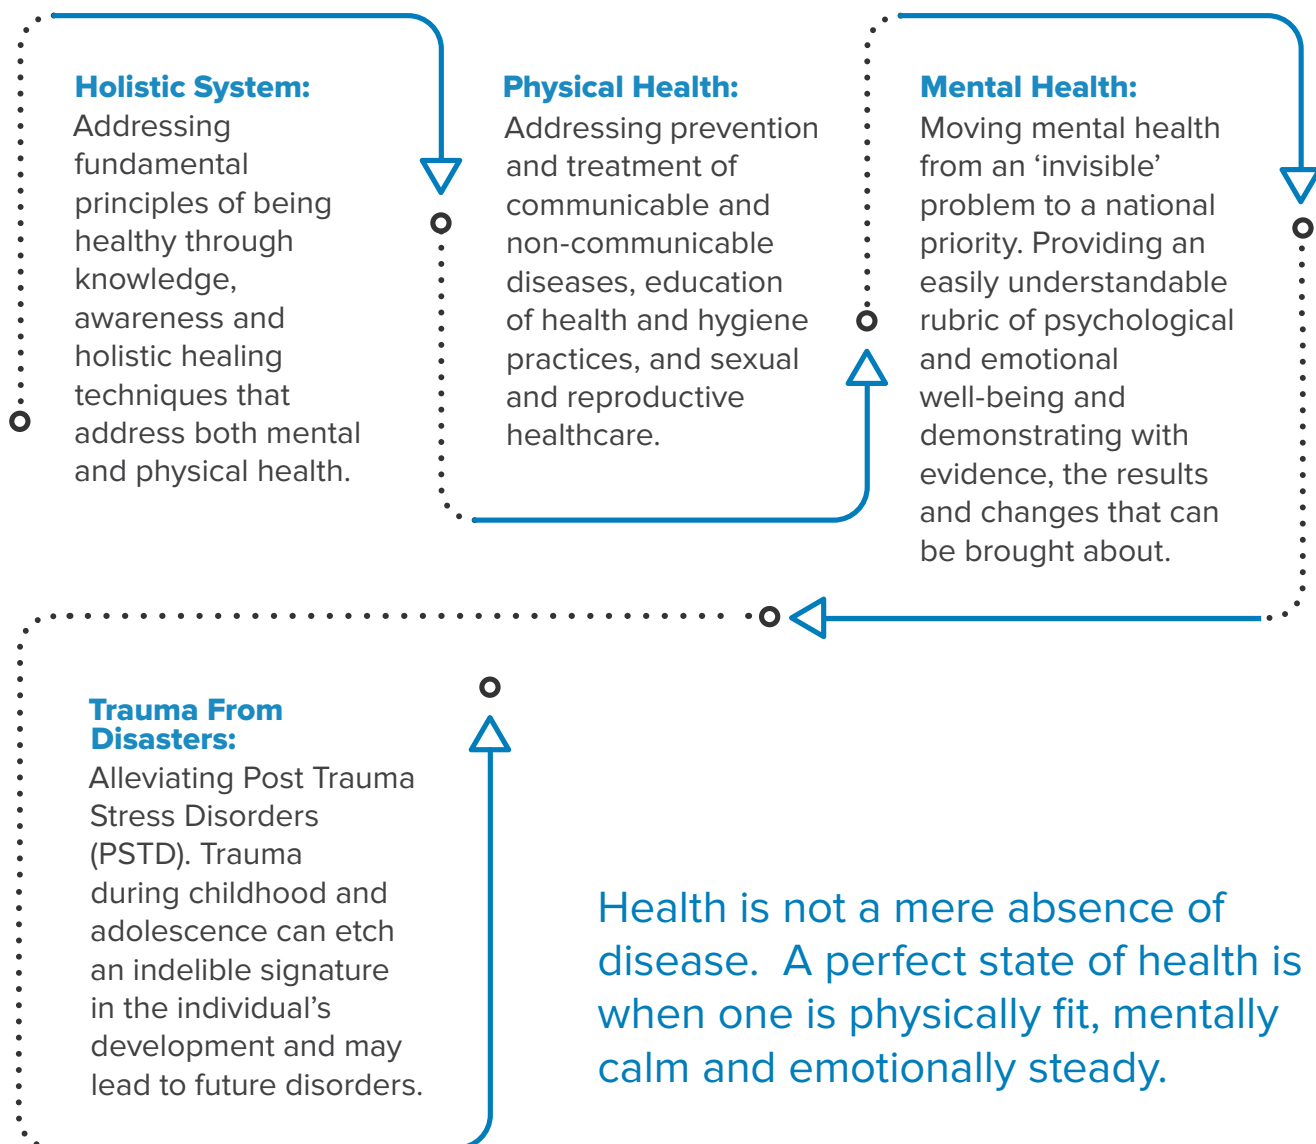 Holistic System:
Addressing
fundamental
principles of being
healthy through
knowledge,
awareness and
holistic healing
techniques that
address both mental
and physical health.
Physical Health:
Addressing prevention
and treatment of
communicable and
non-communicable
diseases, education
of health and hygiene
practices, and sexual
and reproductive
healthcare.
Mental Health:
Moving mental health
from an ‘invisible’
problem to a national
priority. Providing an
easily understandable
rubric of psychological
and emotional
well-being and
demonstrating with
evidence, the results
and changes that can
be brought about.
Trauma From
Disasters:
Alleviating Post Trauma
Stress Disorders
(PSTD). Trauma
during childhood and
adolescence can etch
an indelible signature
in the individual’s
development and may
lead to future disorders.
Health is not a mere absence of
disease.  A perfect state of health is
when one is physically fit, mentally
calm and emotionally steady.